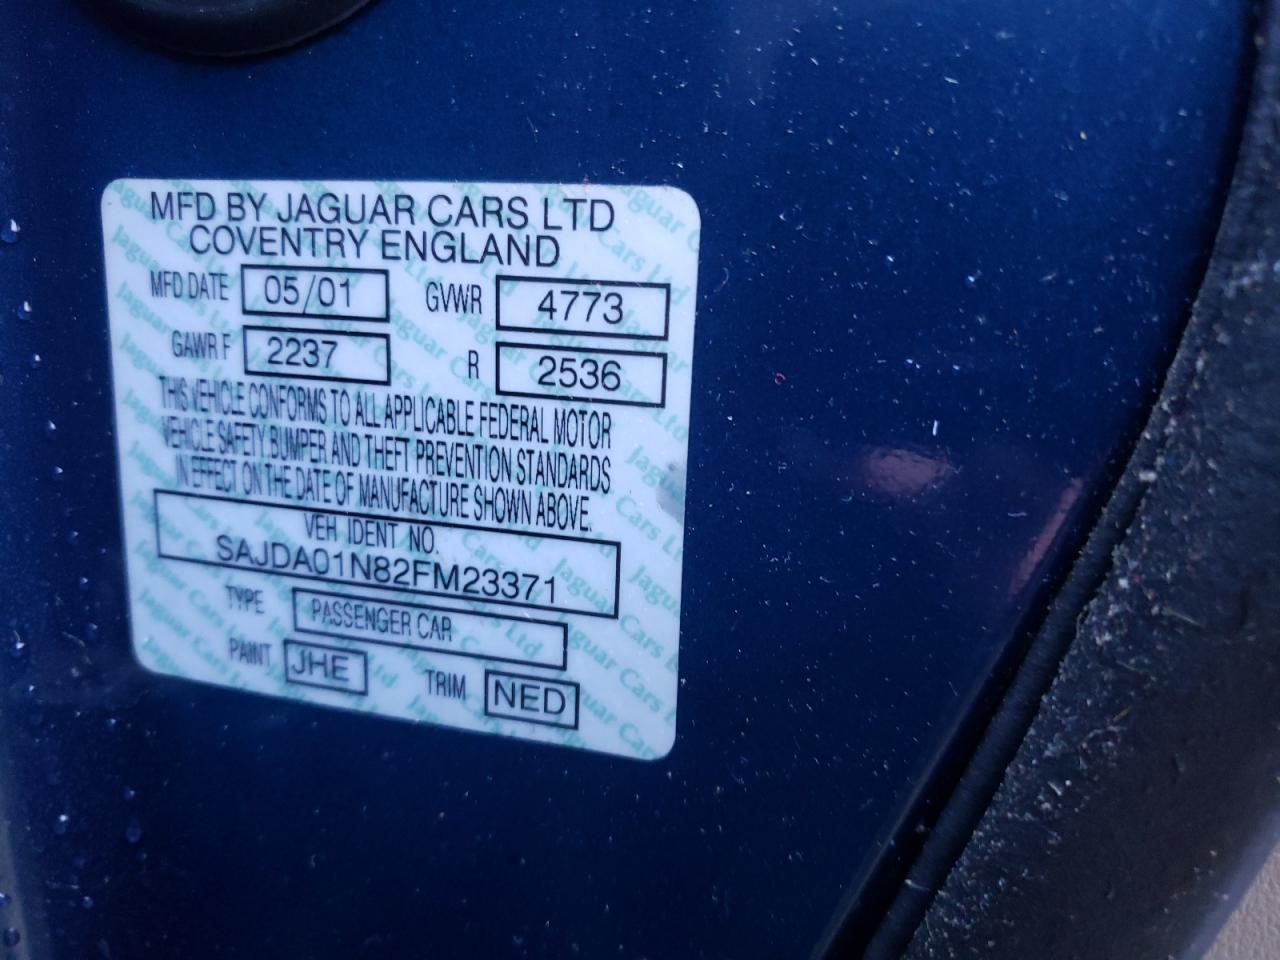 MFD BY JAGUAR CARS LTD
COVENTRY ENGLAND
MFD DATE 05/01 GVWR 4773
GAWR F 2237 R 2536
THIS VEHICLE CONFORMS TO ALL APPLICABLE FEDERAL MOTOR
VEHICLE SAFETY.BUMPER AND THEFT PREVENTION STANDARDS
IN EFFECT ON THE DATE OF MANUFACTURE SHOWN ABOVE.
VEH IDENT NO.
SAJDA01N82FM23371
TYPE PASSENGER CAR
PAINT JHE TRIM NED